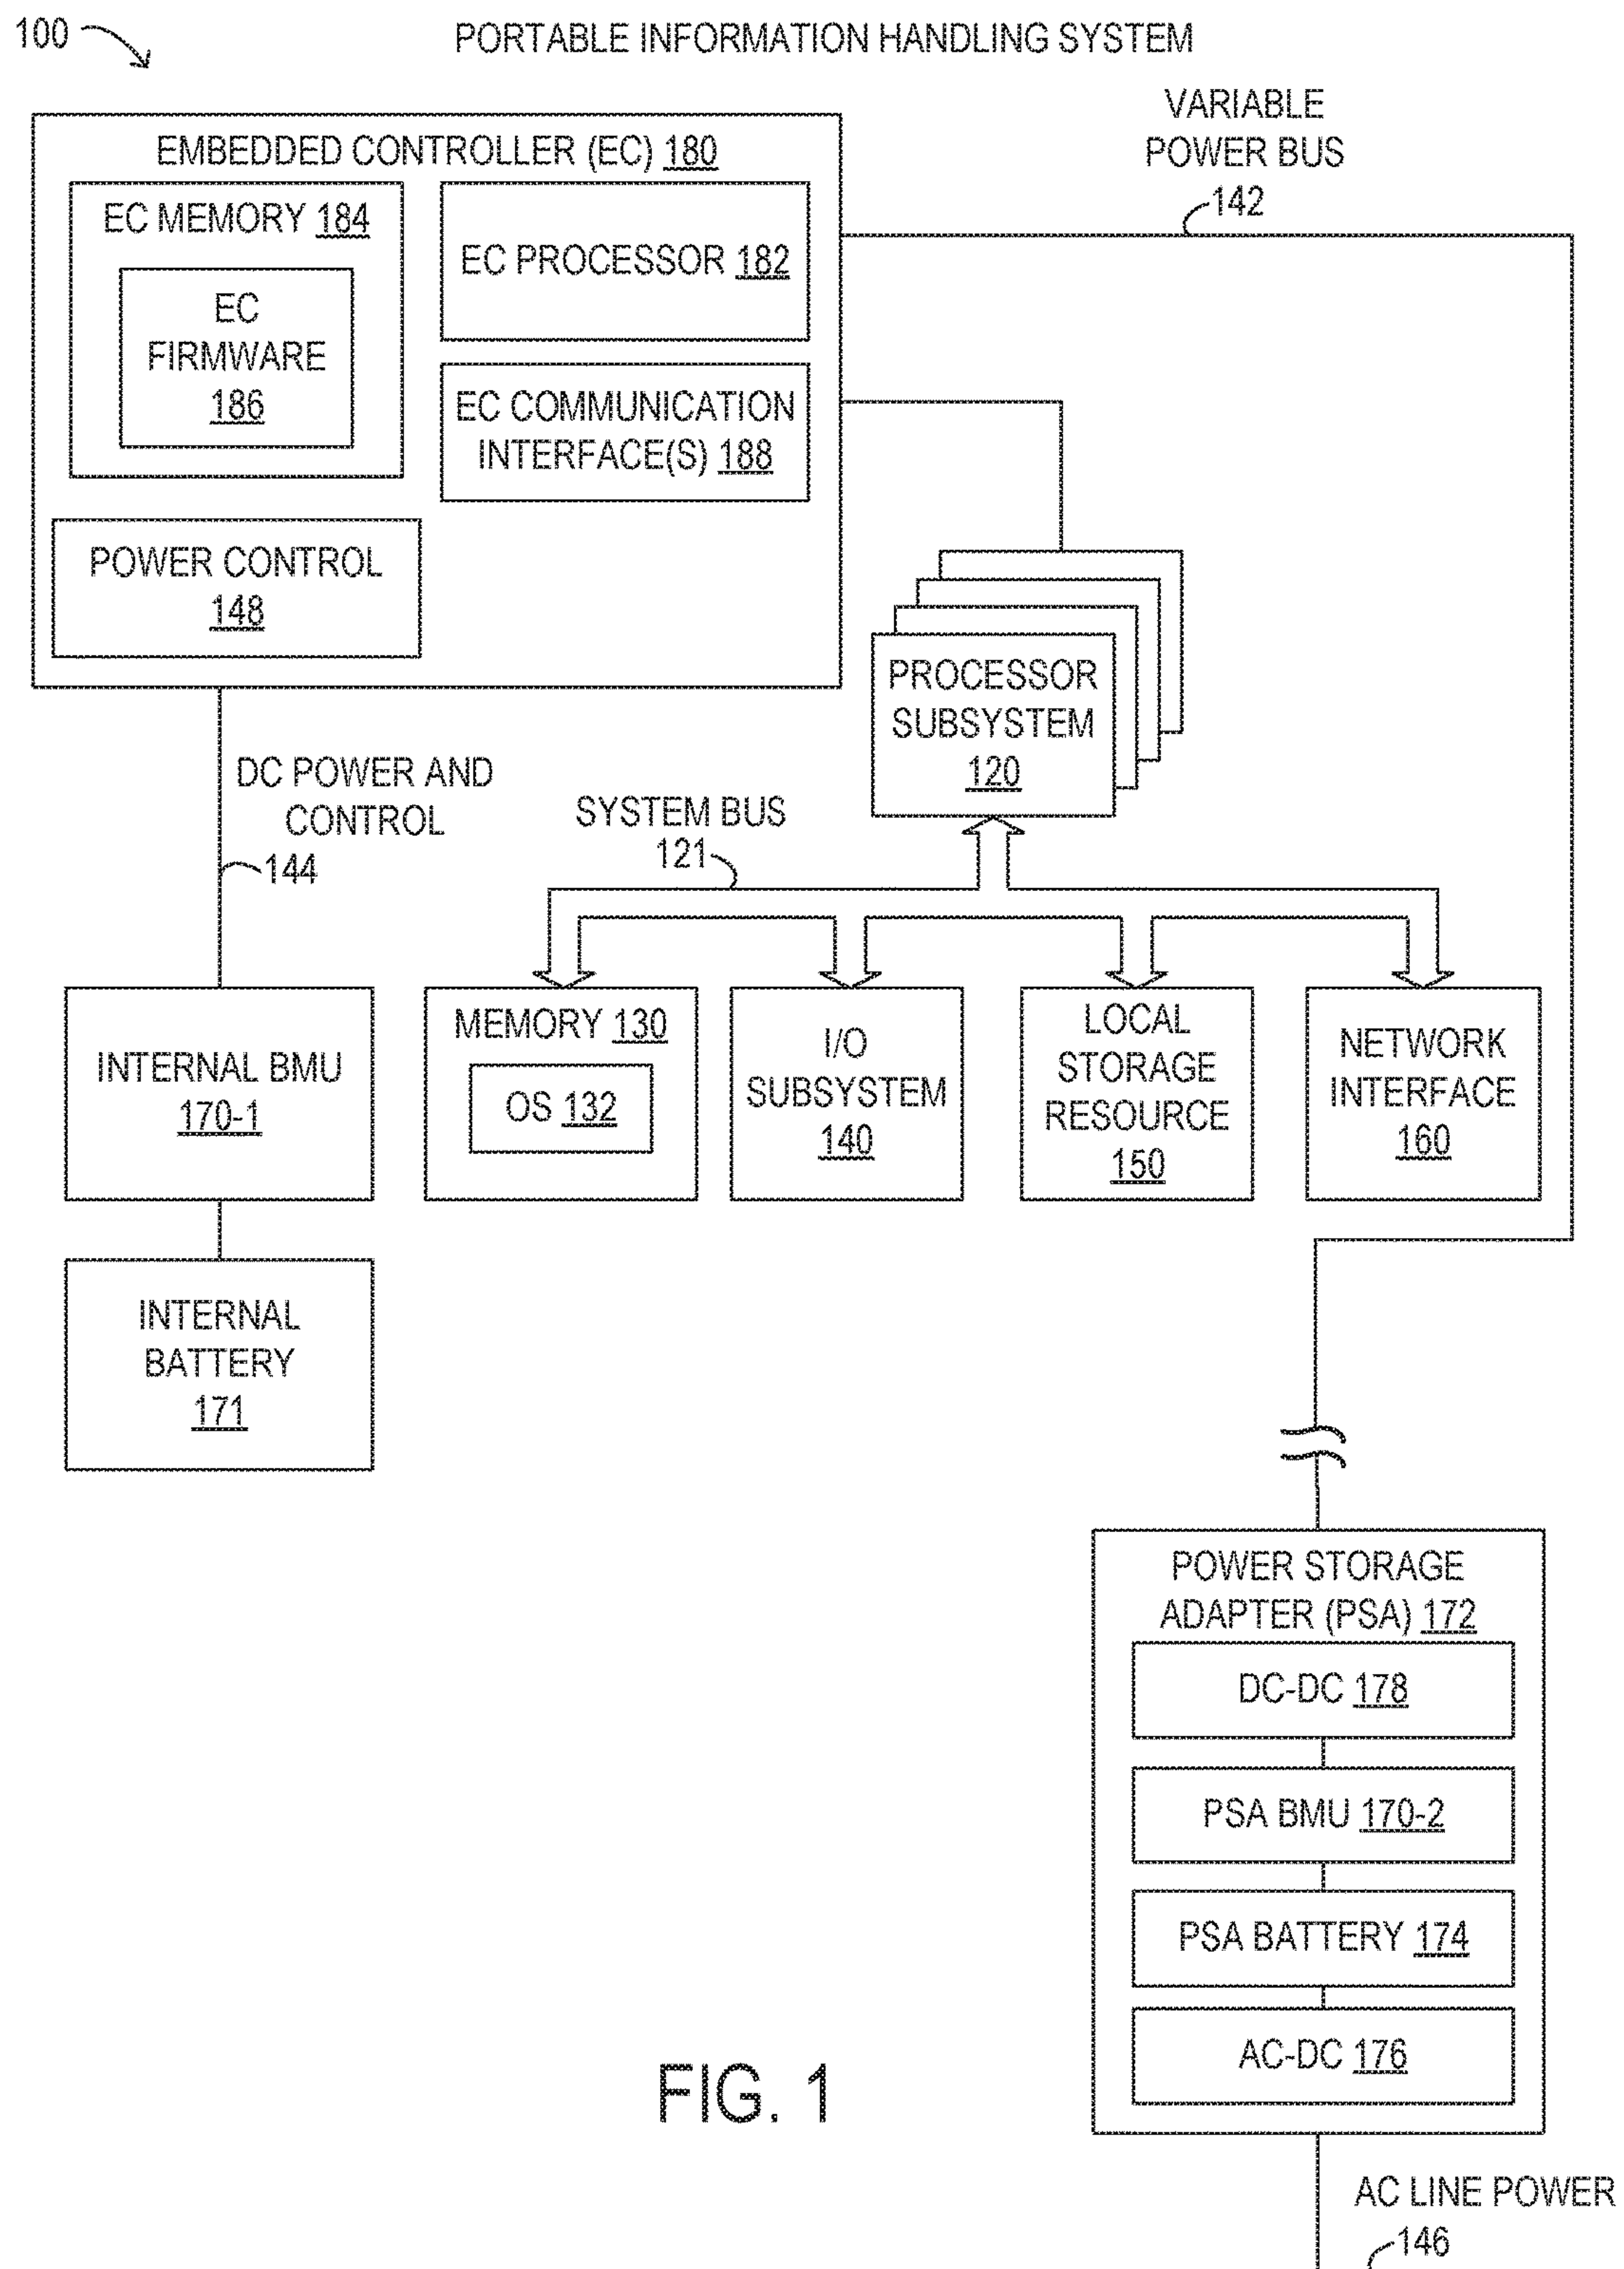 100
PORTABLE INFORMATION HANDLING SYSTEM
VARIABLE
POWER BUS
142
EMBEDDED CONTROLLER (EC) 180
EC MEMORY 184
EC
FIRMWARE
186
EC PROCESSOR 182
EC COMMUNICATION
INTERFACE(S) 188
POWER CONTROL
148
PROCESSOR
SUBSYSTEM
120
DC POWER AND
CONTROL
144
SYSTEM BUS
121
INTERNAL BMU
170-1
MEMORY 130
OS 132
I/O
SUBSYSTEM
140
LOCAL
STORAGE
RESOURCE
150
NETWORK
INTERFACE
160
INTERNAL
BATTERY
171
POWER STORAGE
ADAPTER (PSA) 172
DC-DC 178
PSA BMU 170-2
PSA BATTERY 174
AC-DC 176
FIG. 1
AC LINE POWER
146